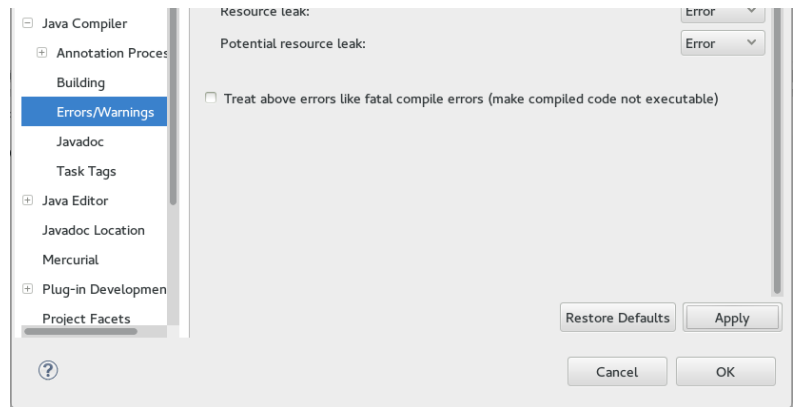 Java Compiler
Annotation Proces
Building
Errors/Warnings
Javadoc
Task Tags
Java Editor
Javadoc Location
Mercurial
Plug-in Developmen
Project Facets
Resource leak:
Error
Potential resource leak:
Error
Treat above errors like fatal compile errors (make compiled code not executable)
Restore Defaults
Apply
Cancel
OK